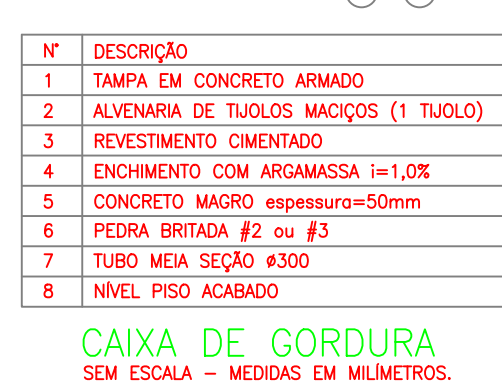 N° DESCRIÇÃO
1 TAMPA EM CONCRETO ARMADO
2 ALVENARIA DE TIJOLOS MACIÇOS (1 TIJOLO)
3 REVESTIMENTO CIMENTADO
4 ENCHIMENTO COM ARGAMASSA i=1,0%
5 CONCRETO MAGRO espessura=50mm
6 PEDRA BRITADA #2 ou #3
7 TUBO MEIA SEÇÃO ø300
8 NÍVEL PISO ACABADO
CAIXA DE GORDURA
SEM ESCALA – MEDIDAS EM MILÍMETROS.